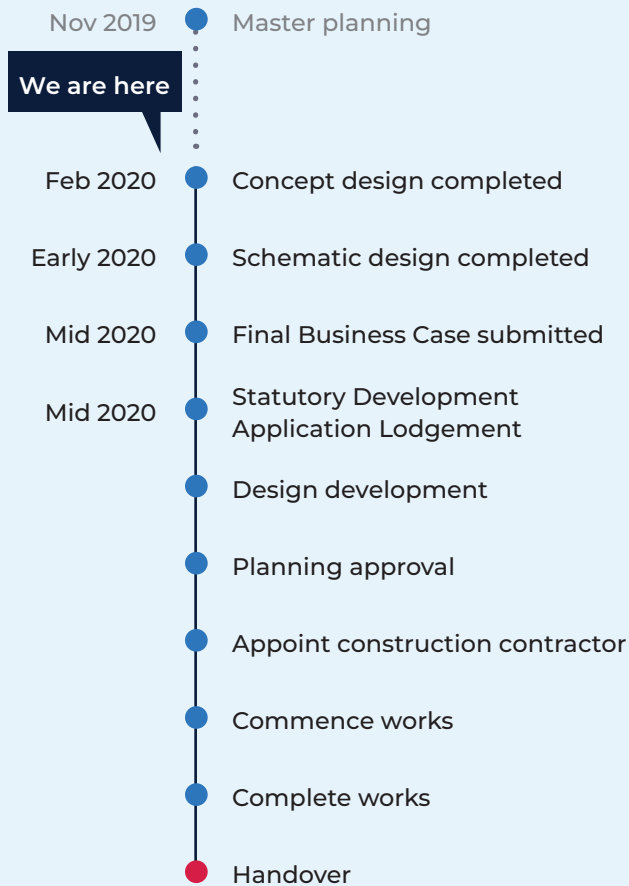 Nov 2019 Master planning
We are here
Feb 2020 Concept design completed
Early 2020 Schematic design completed
Mid 2020 Final Business Case submitted
Mid 2020 Statutory Development
Application Lodgement
Design development
Planning approval
Appoint construction contractor
Commence works
Complete works
Handover